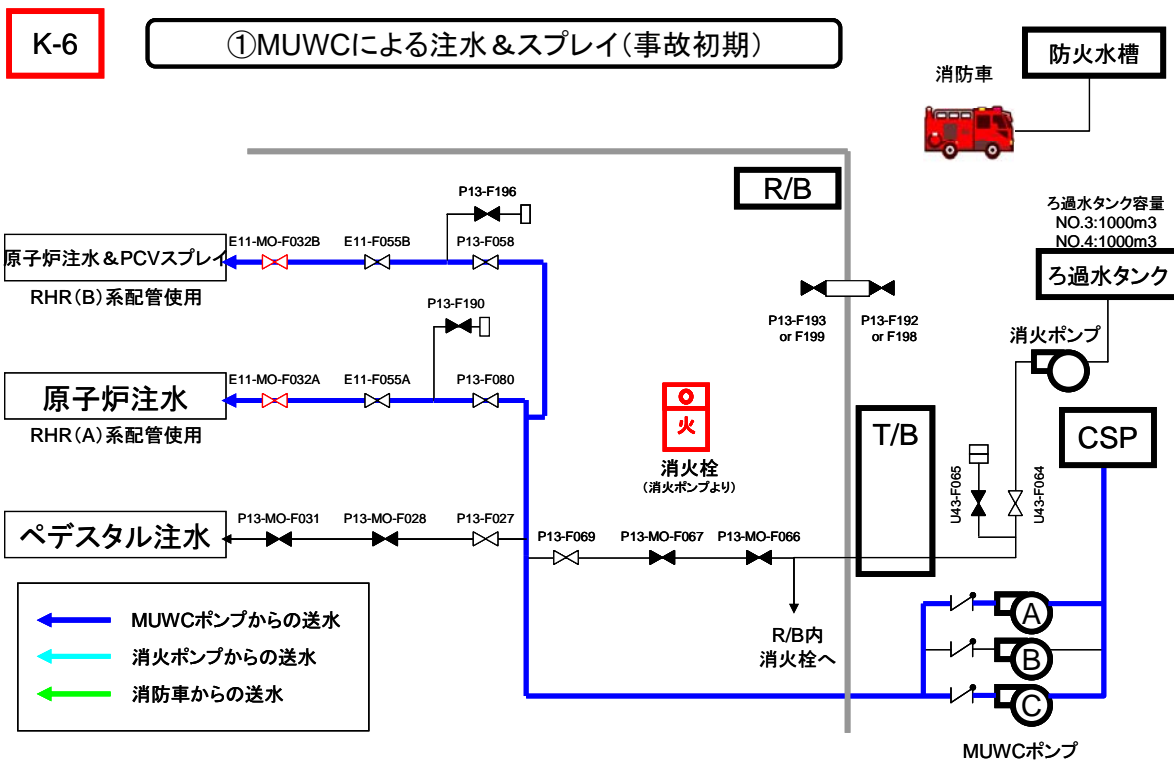 K-6
①MUWCによる注水＆スプレイ（事故初期）
防火水槽
消防車
R/B
ろ過水タンク容量
NO.3:1000m3
NO.4:1000m3
ろ過水タンク
P13-F196
E11-MO-F032B
E11-F055B
P13-F058
原子炉注水＆PCVスプレイ
RHR（B）系配管使用
P13-F190
P13-F193
or F199
P13-F192
or F198
消火ポンプ
E11-MO-F032A
E11-F055A
P13-F080
原子炉注水
RHR（A）系配管使用
火
消火栓
（消火ポンプより）
T/B
CSP
U43-F065
U43-F064
ペデスタル注水
P13-MO-F031
P13-MO-F028
P13-F027
P13-F069
P13-MO-F067
P13-MO-F066
R/B内
消火栓へ
MUWCポンプからの送水
消火ポンプからの送水
消防車からの送水
A
B
C
MUWCポンプ